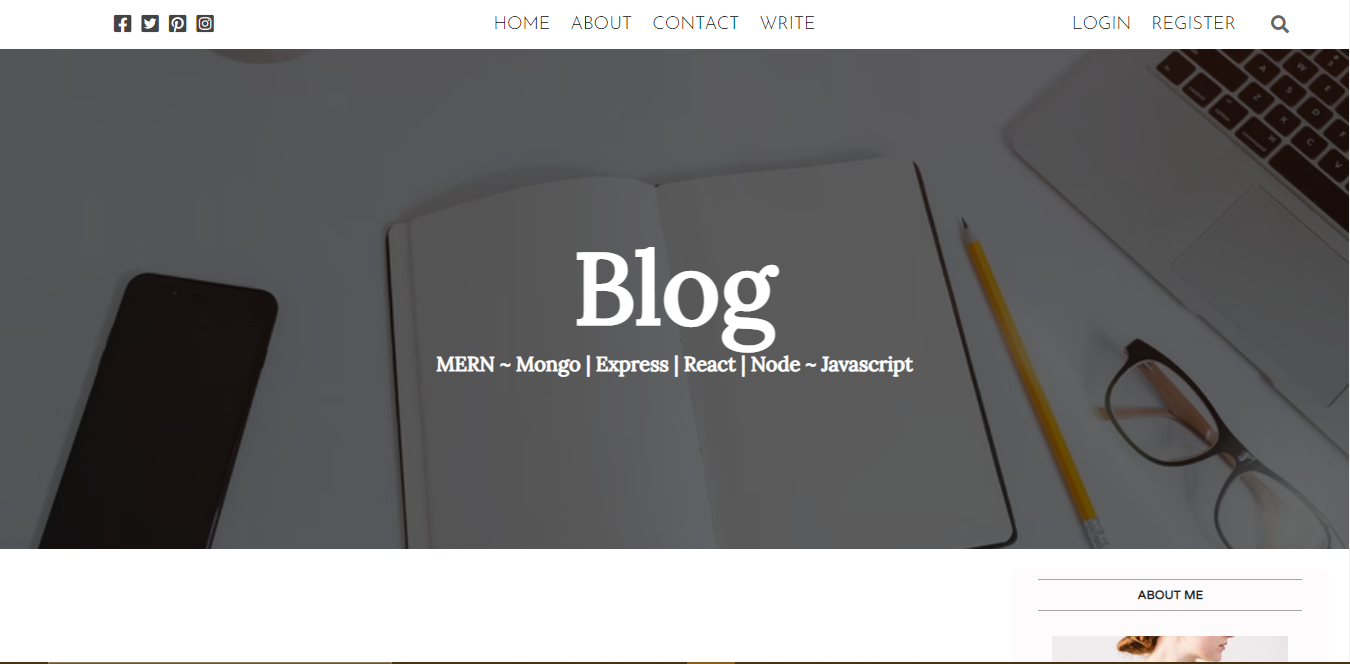 HOME ABOUT CONTACT WRITE LOGIN REGISTER
Blog
MERN ~ Mongo | Express | React | Node ~ Javascript
ABOUT ME